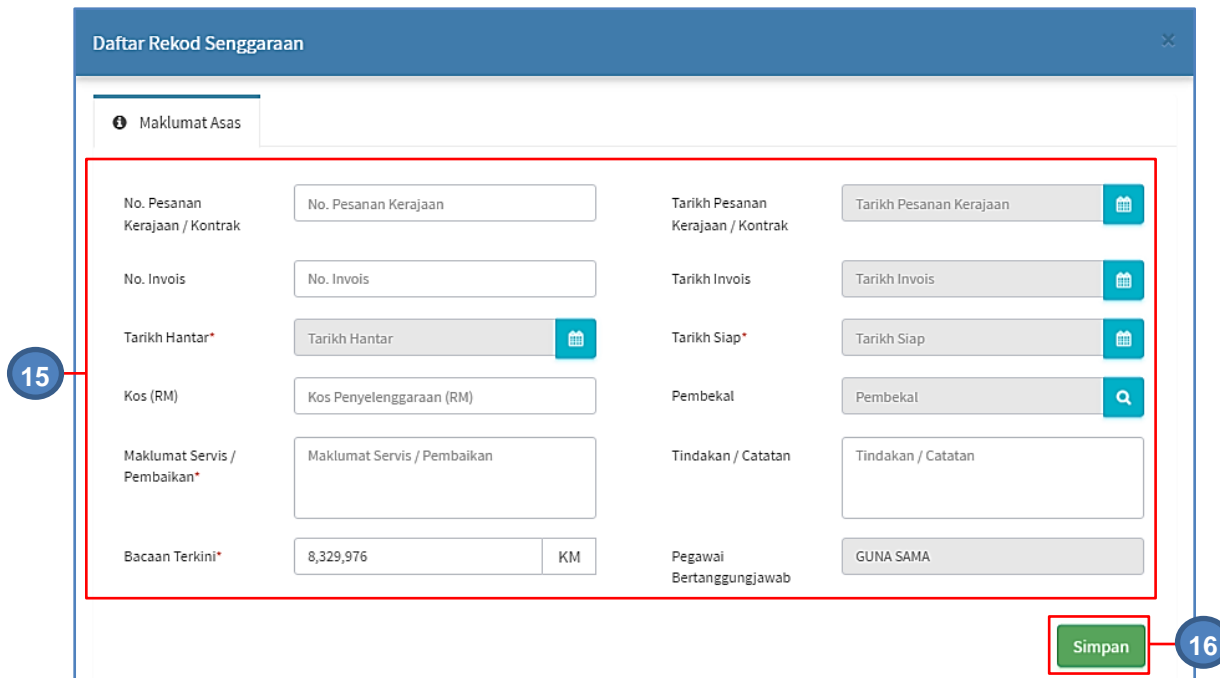 Daftar Rekod Senggaraan
×
Maklumat Asas
No. Pesanan
Kerajaan / Kontrak
No. Pesanan Kerajaan
Tarikh Pesanan
Kerajaan / Kontrak
Tarikh Pesanan Kerajaan
No. Invois
No. Invois
Tarikh Invois
Tarikh Invois
Tarikh Hantar*
Tarikh Hantar
Tarikh Siap*
Tarikh Siap
15
Kos (RM)
Kos Penyelenggaraan (RM)
Pembekal
Pembekal
Maklumat Servis /
Pembaikan*
Maklumat Servis / Pembaikan
Tindakan / Catatan
Tindakan / Catatan
Bacaan Terkini*
8,329,976
KM
Pegawai
Bertanggungjawab
GUNA SAMA
Simpan
16